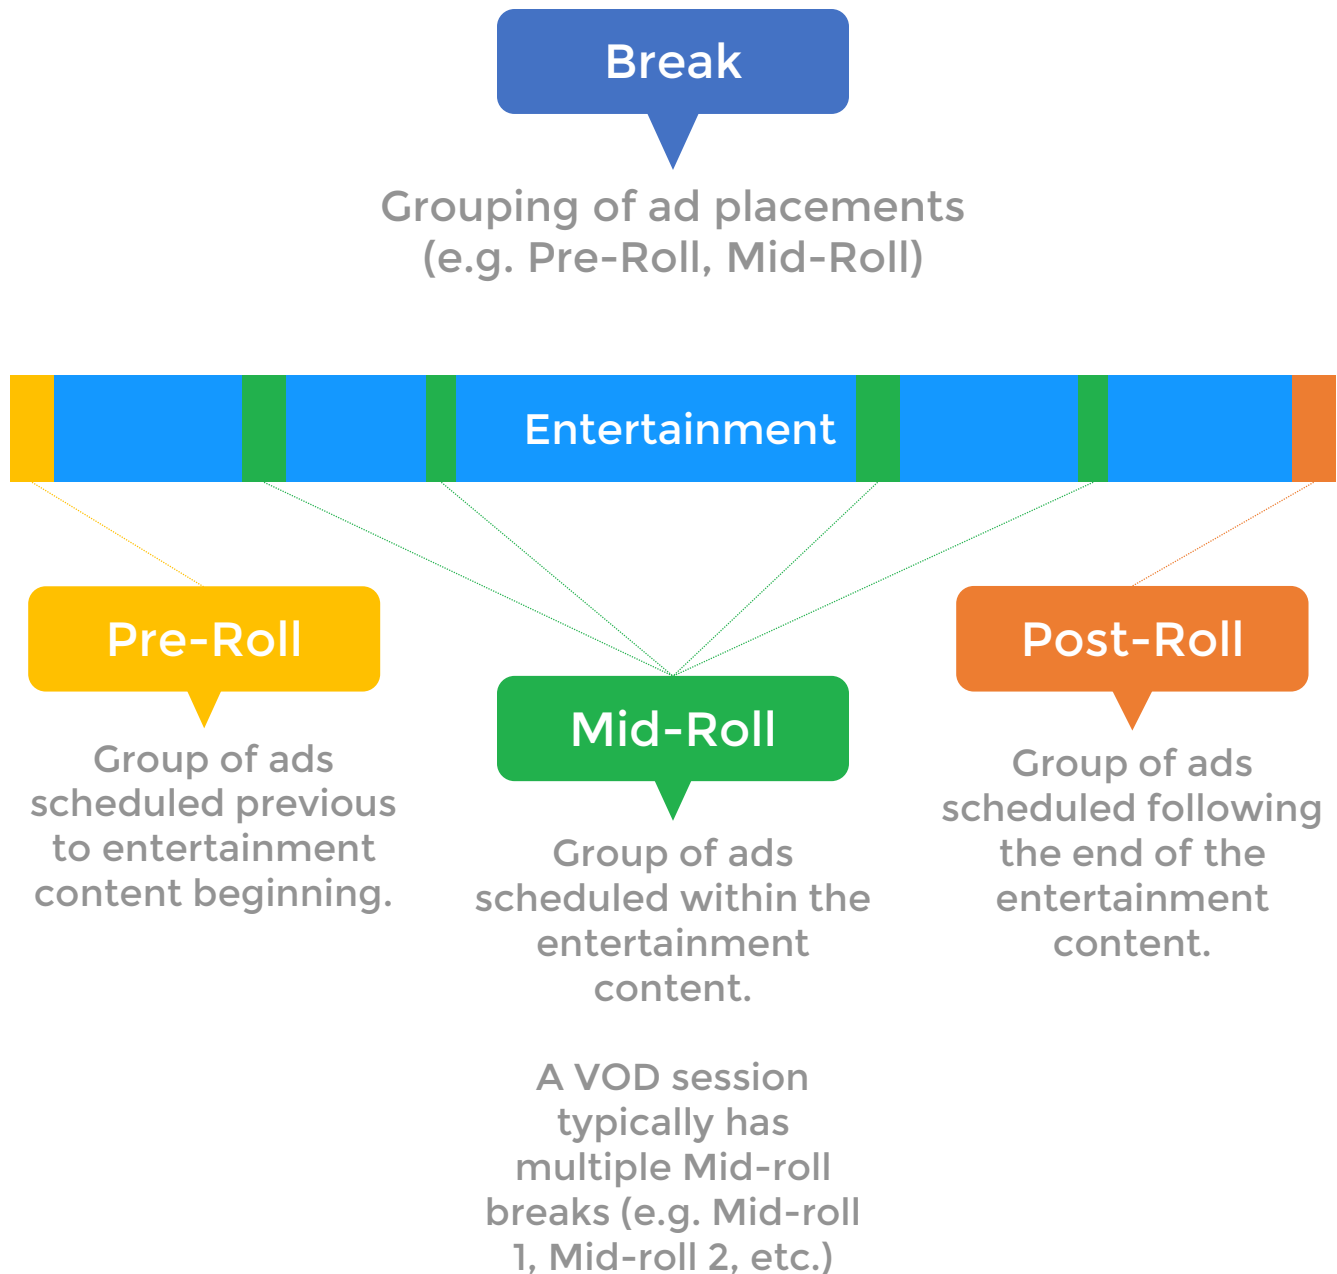 Break
Grouping of ad placements
(e.g. Pre-Roll, Mid-Roll)
Entertainment
Pre-Roll
Group of ads
scheduled previous
to entertainment
content beginning.
Mid-Roll
Group of ads
scheduled within the
entertainment
content.
A VOD session
typically has
multiple Mid-roll
breaks (e.g. Mid-roll
1, Mid-roll 2, etc.)
Post-Roll
Group of ads
scheduled following
the end of the
entertainment
content.